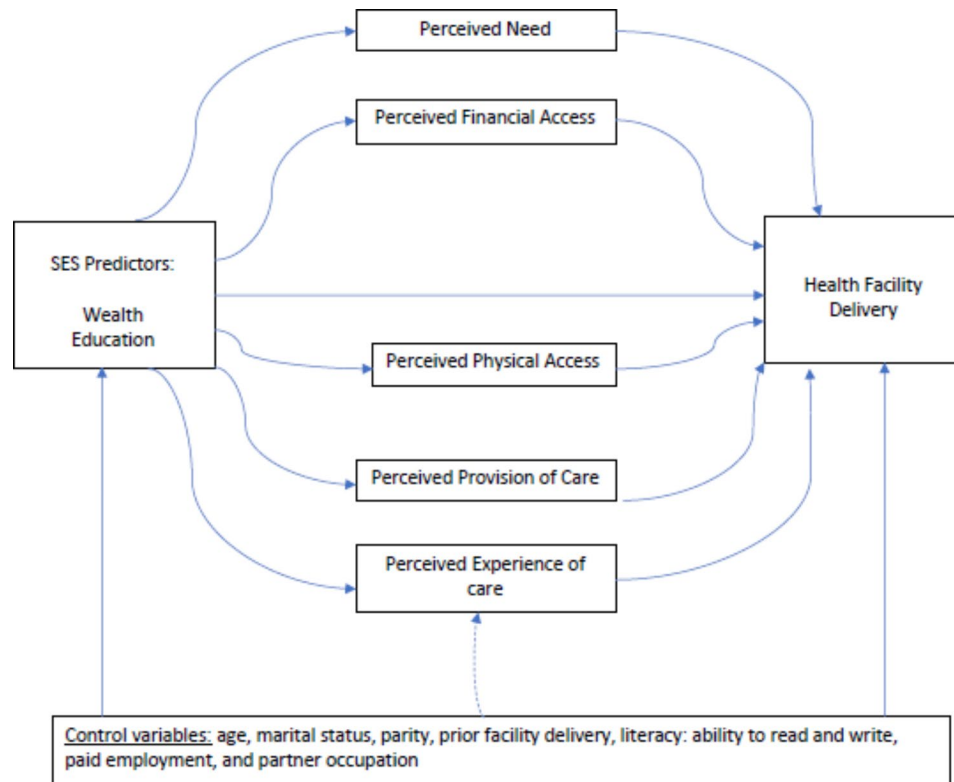 Perceived Need
Perceived Financial Access
SES Predictors:
Wealth
Education
Health Facility
Delivery
Perceived Physical Access
Perceived Provision of Care
Perceived Experience of
care
Control variables: age, marital status, parity, prior facility delivery, literacy: ability to read and write,
paid employment, and partner occupation